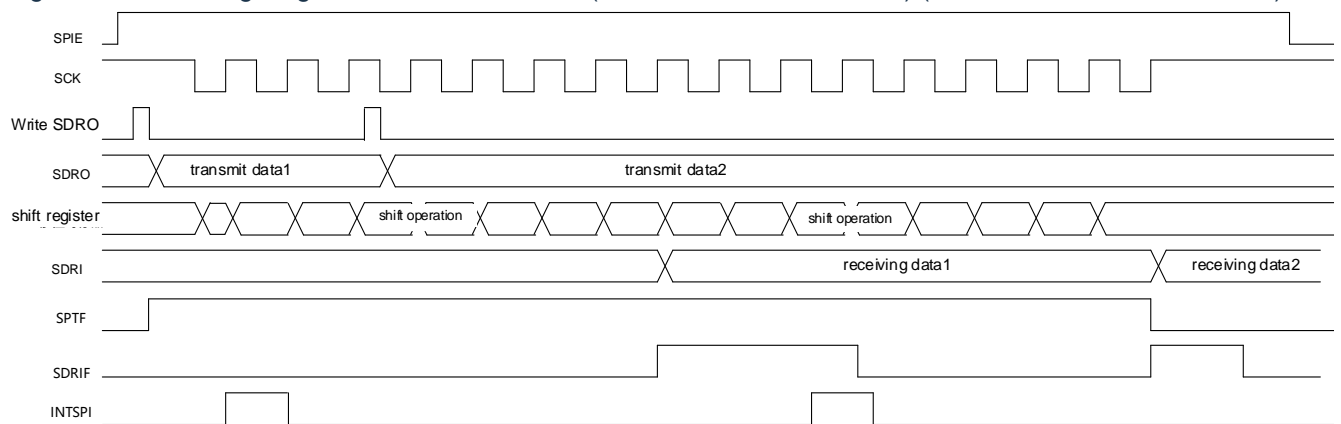 SPIE
SCK
Write SDRO
SDRO
transmit data1
transmit data2
shift register
shift operation
shift operation
SDRI
receiving data1
receiving data2
SPTF
SDRIF
INTSPI